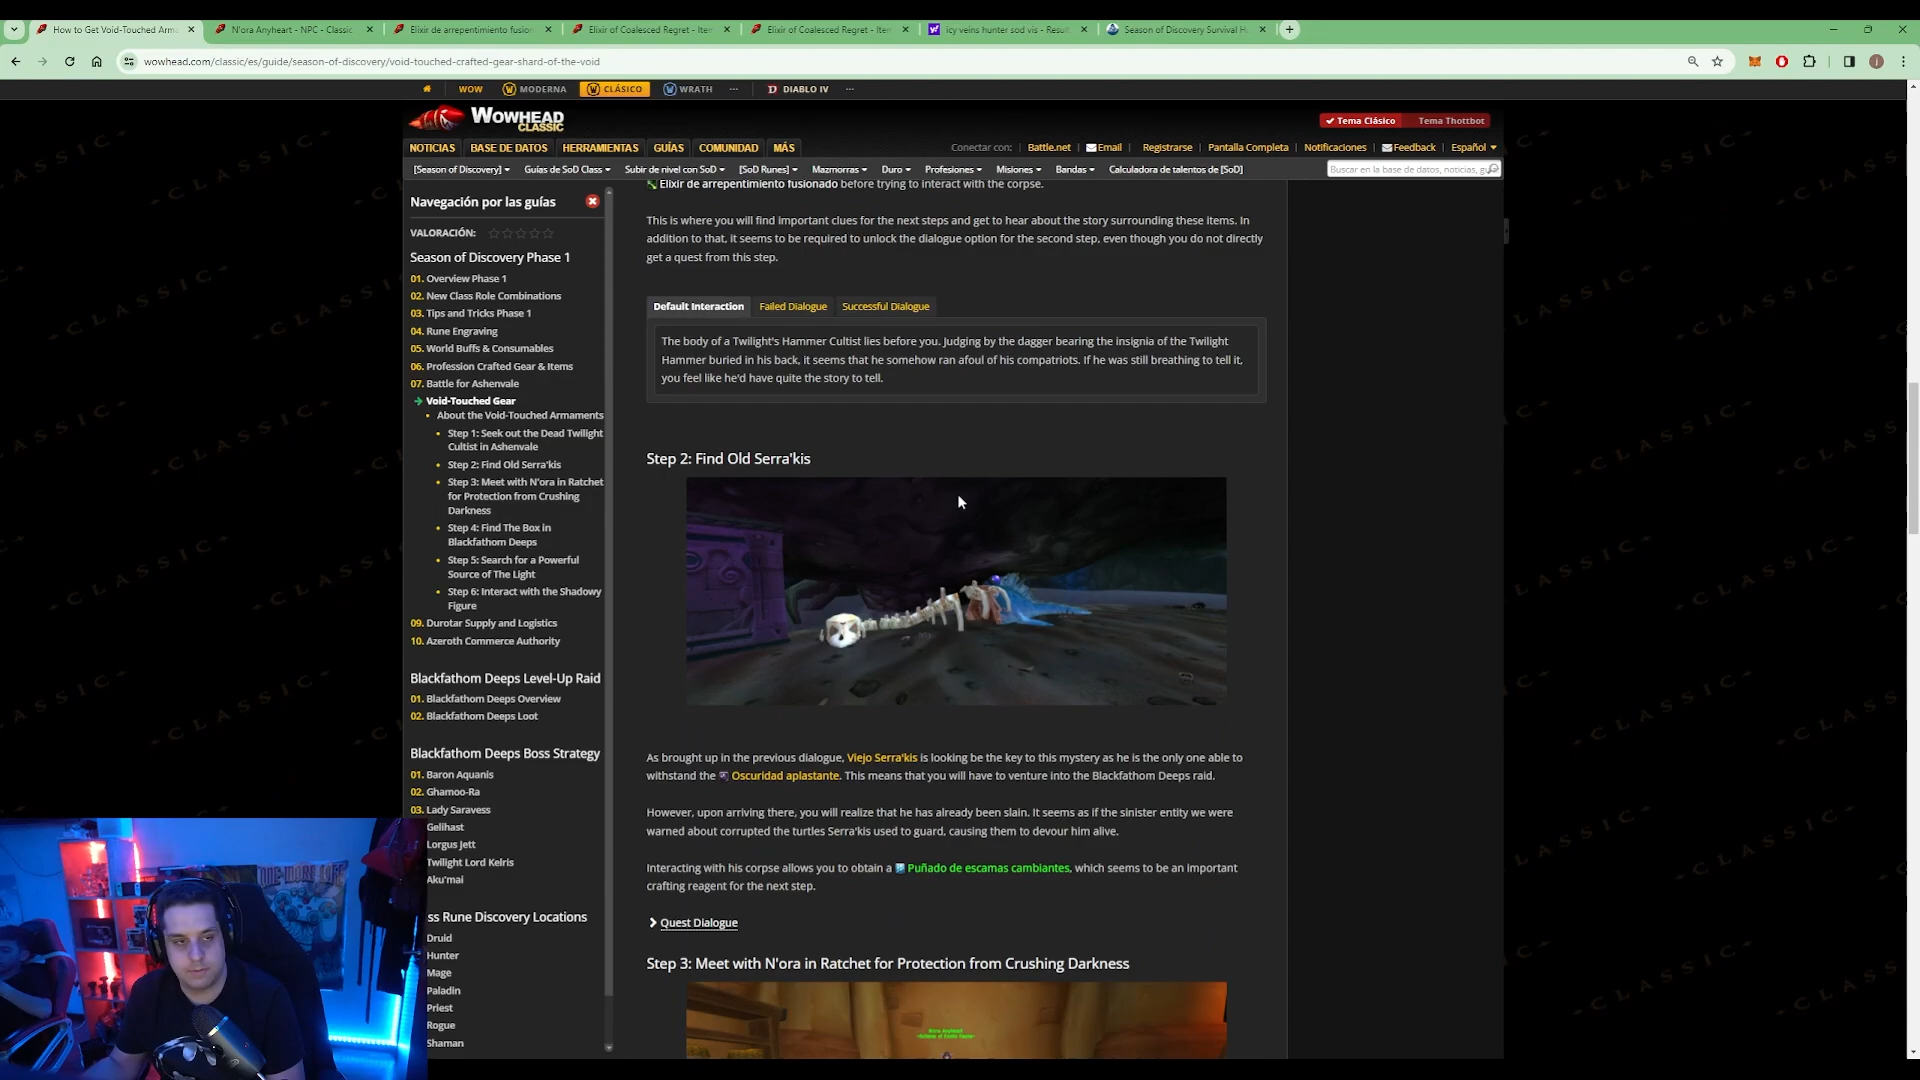 How to Get Void-Touched Arm
N'ora Anyheart - NPC - Classic
Elixir de arrepentimiento fusion
Elixir of Coalesced Regret - Iter
Elixir of Coalesced Regret - Iter
icy veins hunter sod vis - Result
Season of Discovery Survival H
wowhead.com/classic/es/guide/season-of-discovery/void-touched-crafted-gear-shard-of-the-void
WOW
MODERNA
CLÁSICO
WRATH
DIABLO IV
WOWHEAD
CLASSIC
Tema Clásico
Tema Thottbot
NOTICIAS
BASE DE DATOS
HERRAMIENTAS
GUÍAS
COMUNIDAD
MÁS
Conectar con:
Battle.net
Email
Registrarse
Pantalla Completa
Notificaciones
Feedback
Español
[Season of Discovery]
Guías de SoD Class
Subir de nivel con SoD
[SoD Runes]
Mazmorras
Duro
Profesiones
Misiones
Bandas
Calculadora de talentos de [SoD]
Buscar en la base de datos, noticias, gu
Navegación por las guías
VALORACIÓN:
Season of Discovery Phase 1
01. Overview Phase 1
02. New Class Role Combinations
03. Tips and Tricks Phase 1
04. Rune Engraving
05. World Buffs & Consumables
06. Profession Crafted Gear & Items
07. Battle for Ashenvale
Void-Touched Gear
About the Void-Touched Armaments
Step 1: Seek out the Dead Twilight
Cultist in Ashenvale
Step 2: Find Old Serra'kis
Step 3: Meet with N'ora in Ratchet
for Protection from Crushing
Darkness
Step 4: Find The Box in
Blackfathom Deeps
Step 5: Search for a Powerful
Source of The Light
Step 6: Interact with the Shadowy
Figure
09. Durotar Supply and Logistics
10. Azeroth Commerce Authority
Blackfathom Deeps Level-Up Raid
01. Blackfathom Deeps Overview
02. Blackfathom Deeps Loot
Blackfathom Deeps Boss Strategy
01. Baron Aquanis
02. Ghamoo-Ra
03. Lady Sarevess
Gelihast
Lorgus Jett
Twilight Lord Kelris
Aku'mai
ss Rune Discovery Locations
Druid
Hunter
Mage
Paladin
Priest
Rogue
Shaman
Elixir de arrepentimiento fusionado before trying to interact with the corpse.
This is where you will find important clues for the next steps and get to hear about the story surrounding these items. In
addition to that, it seems to be required to unlock the dialogue option for the second step, even though you do not directly
get a quest from this step.
Default Interaction
Failed Dialogue
Successful Dialogue
The body of a Twilight's Hammer Cultist lies before you. Judging by the dagger bearing the insignia of the Twilight
Hammer buried in his back, it seems that he somehow ran afoul of his compatriots. If he was still breathing to tell it,
you feel like he'd have quite the story to tell.
Step 2: Find Old Serra'kis
As brought up in the previous dialogue, Viejo Serra'kis is looking be the key to this mystery as he is the only one able to
withstand the Oscuridad aplastante. This means that you will have to venture into the Blackfathom Deeps raid.
However, upon arriving there, you will realize that he has already been slain. It seems as if the sinister entity we were
warned about corrupted the turtles Serra'kis used to guard, causing them to devour him alive.
Interacting with his corpse allows you to obtain a Puñado de escamas cambiantes, which seems to be an important
crafting reagent for the next step.
Quest Dialogue
Step 3: Meet with N'ora in Ratchet for Protection from Crushing Darkness
N'ora Anyheart